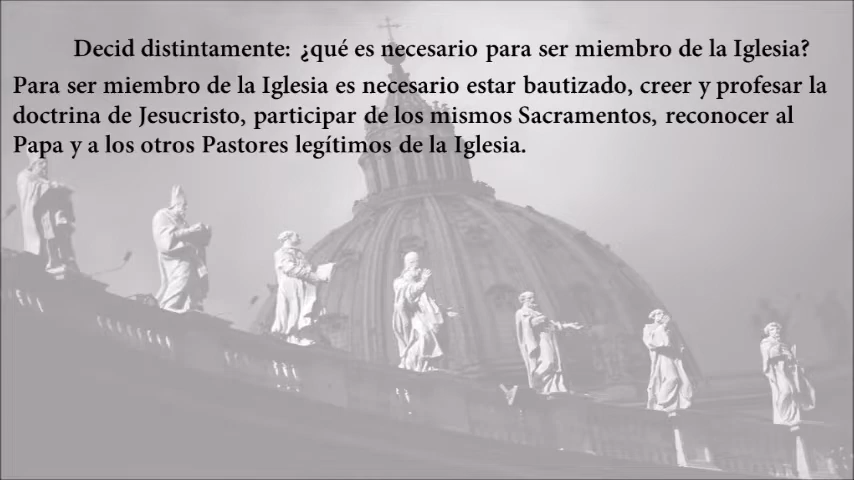 Decid distintamente: ¿qué es necesario para ser miembro de la Iglesia?
Para ser miembro de la Iglesia es necesario estar bautizado, creer y profesar la
doctrina de Jesucristo, participar de los mismos Sacramentos, reconocer al
Papa y a los otros Pastores legítimos de la Iglesia.